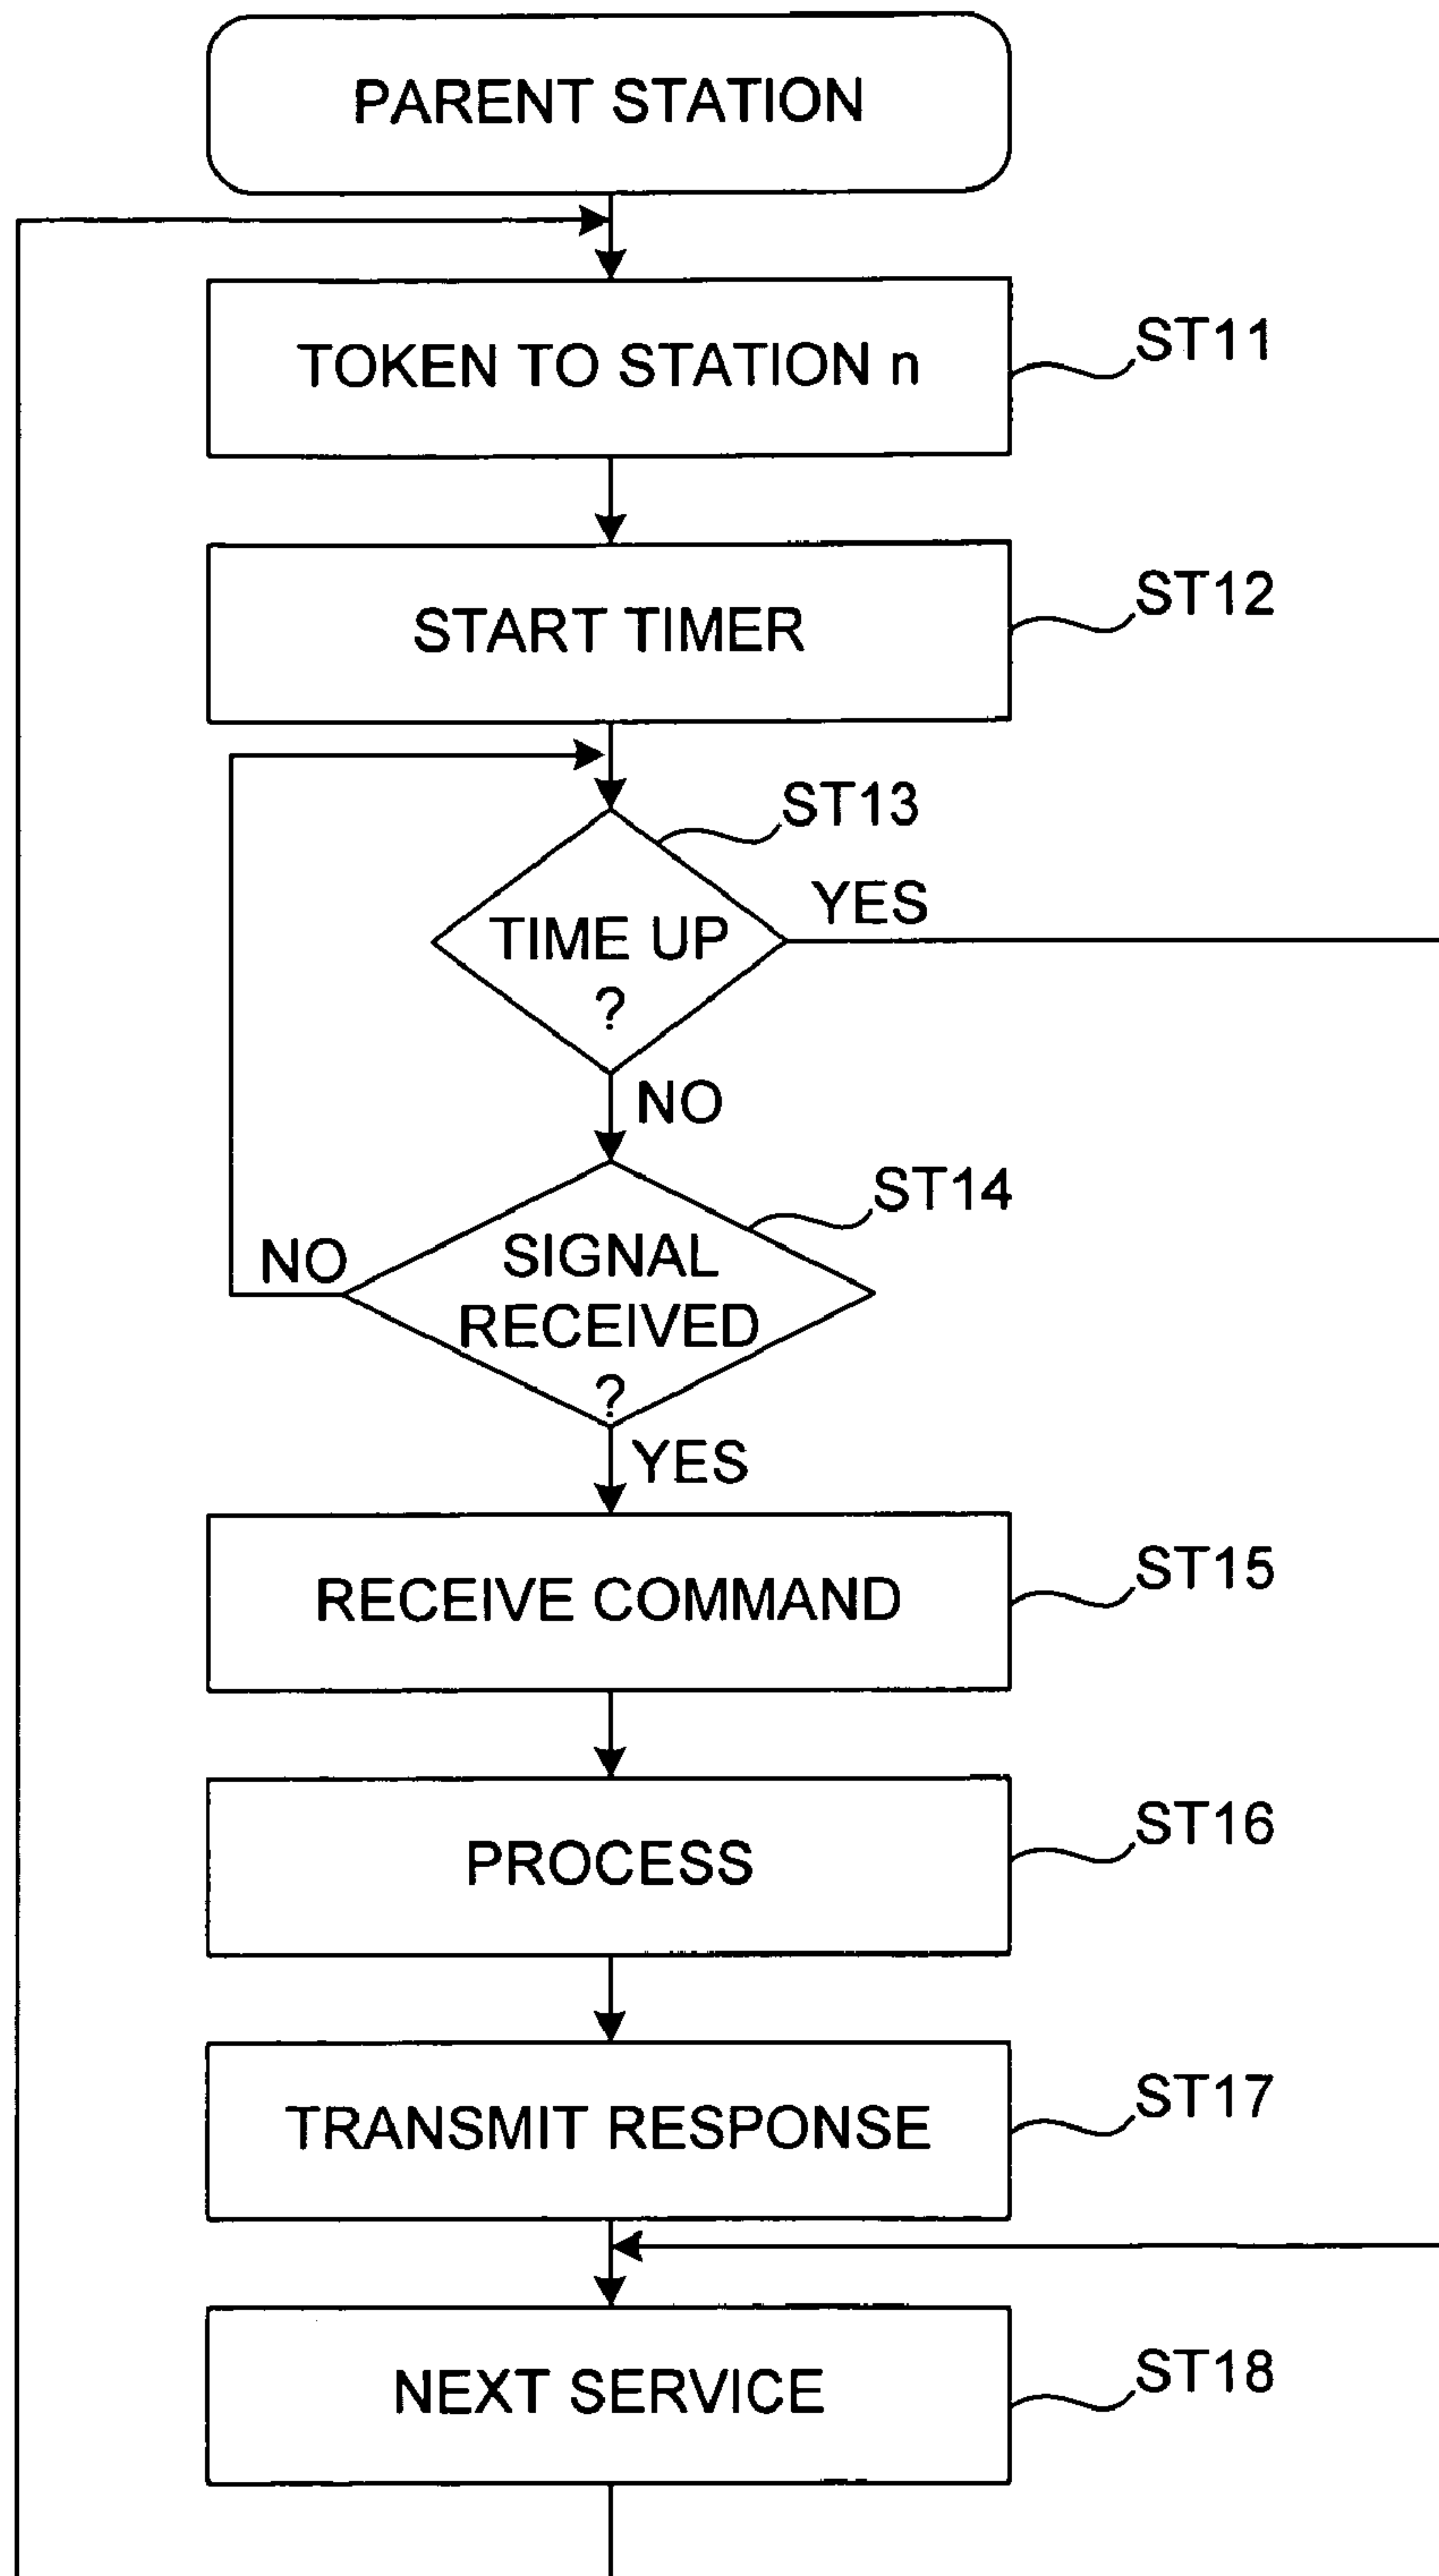 PARENT STATION
TOKEN TO STATION n
ST11
START TIMER
ST12
ST13
TIME UP
?
YES
NO
ST14
SIGNAL
RECEIVED
?
NO
YES
RECEIVE COMMAND
ST15
PROCESS
ST16
TRANSMIT RESPONSE
ST17
NEXT SERVICE
ST18